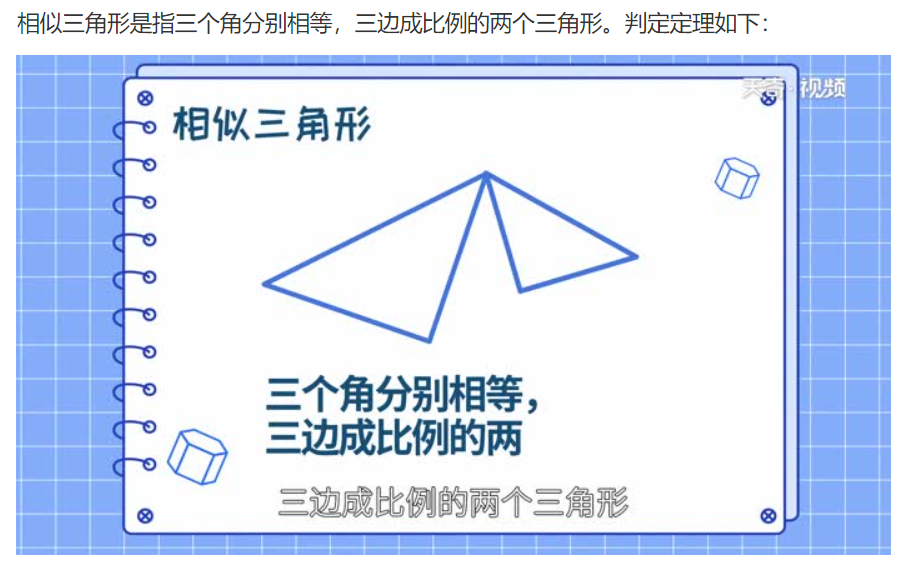 相似三角形是指三个角分别相等，三边成比例的两个三角形。判定定理如下：
天奇·视频
相似三角形
三个角分别相等，
三边成比例的两
三边成比例的两个三角形